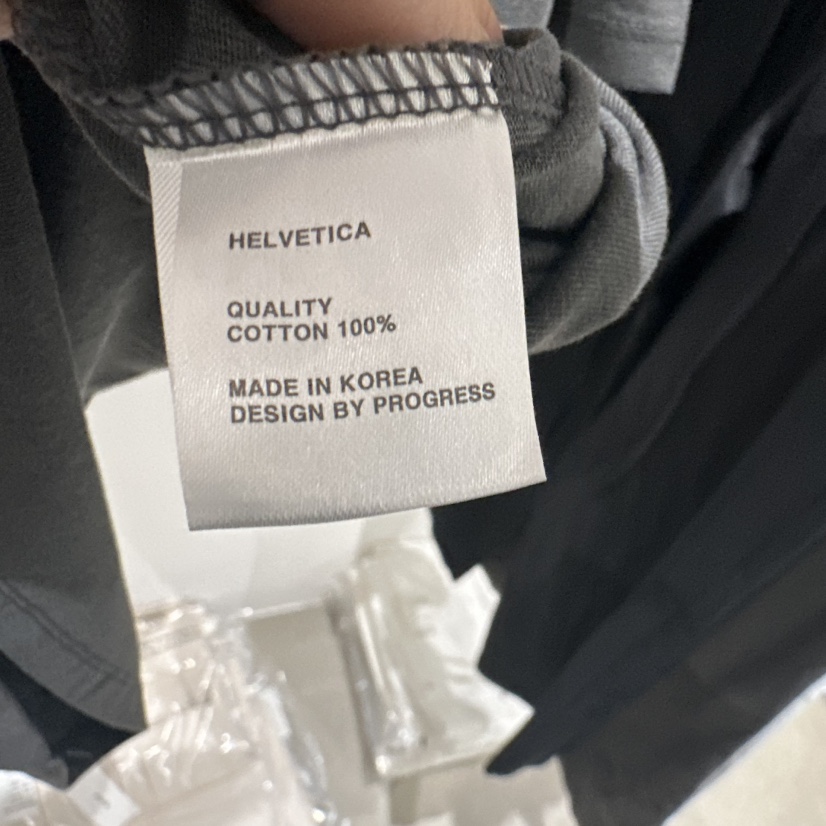 HELVETICA
QUALITY
COTTON 100%
MADE IN KOREA
DESIGN BY PROGRESS